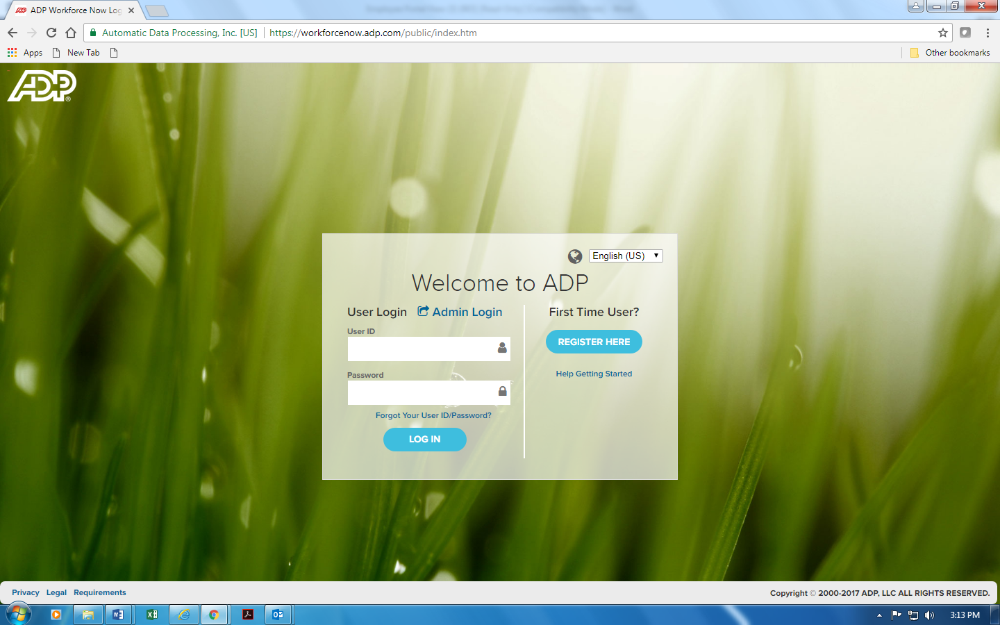 ADP Workforce Now Log
Automatic Data Processing, Inc. [US] https://workforcenow.adp.com/public/index.htm
Apps New Tab Other bookmarks
ADP®
English (US)
Welcome to ADP
User Login Admin Login First Time User?
User ID
REGISTER HERE
Password
Help Getting Started
Forgot Your User ID/Password?
LOG IN
Privacy Legal Requirements Copyright © 2000-2017 ADP, LLC ALL RIGHTS RESERVED.
3:13 PM